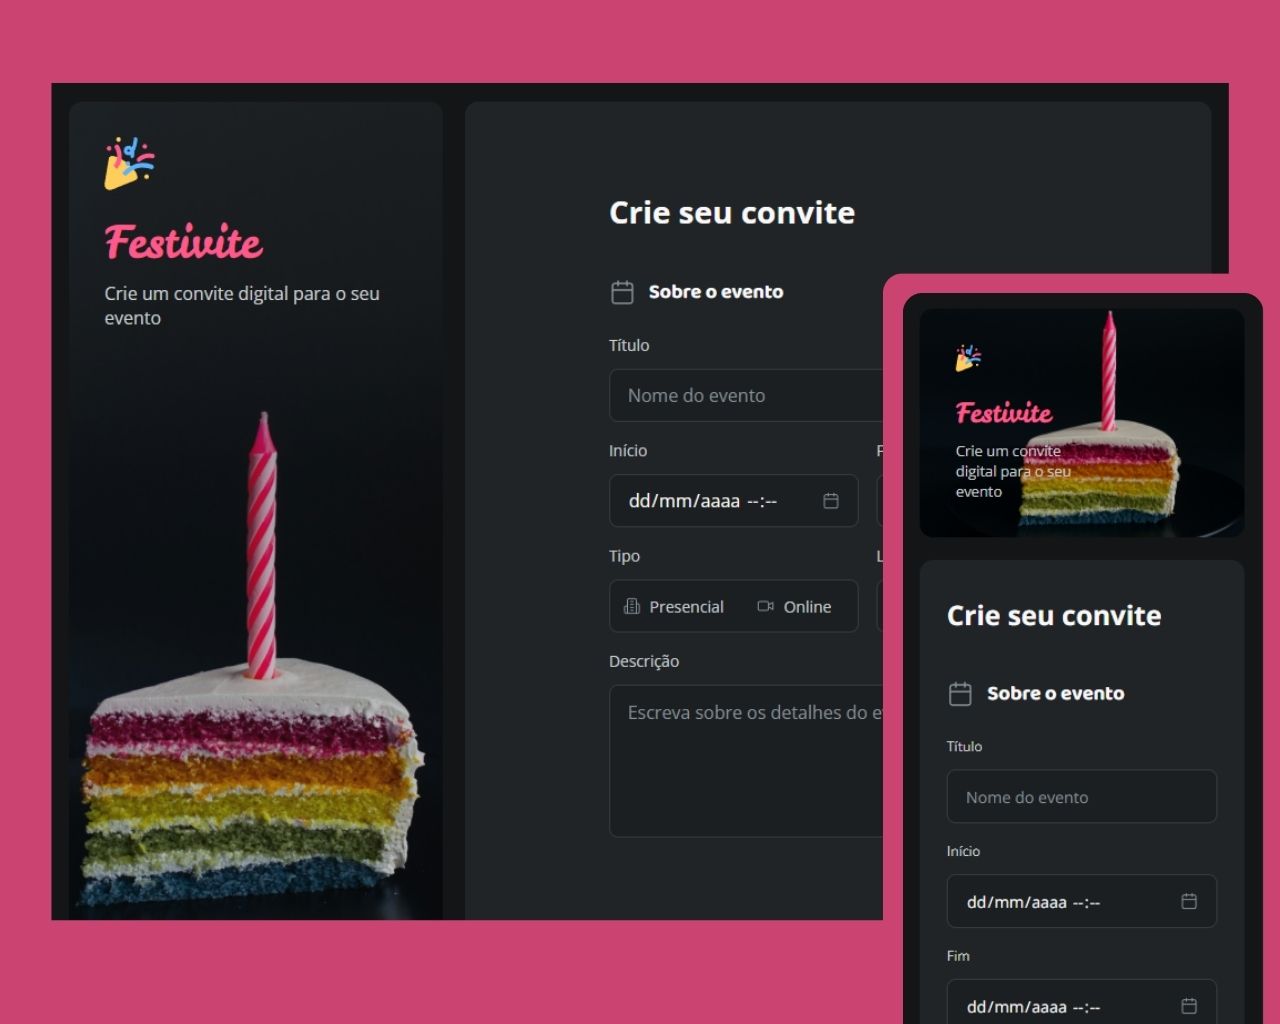 Festivite
Crie um convite digital para o seu
evento
Crie seu convite
Sobre o evento
Título
Nome do evento
Início
F
dd/mm/aaaa --:--
Tipo
L
Presencial
Online
Descrição
Escreva sobre os detalhes do e
Festivite
Crie um convite
digital para o seu
evento
Crie seu convite
Sobre o evento
Título
Nome do evento
Início
dd/mm/aaaa --:--
Fim
dd/mm/aaaa --:--